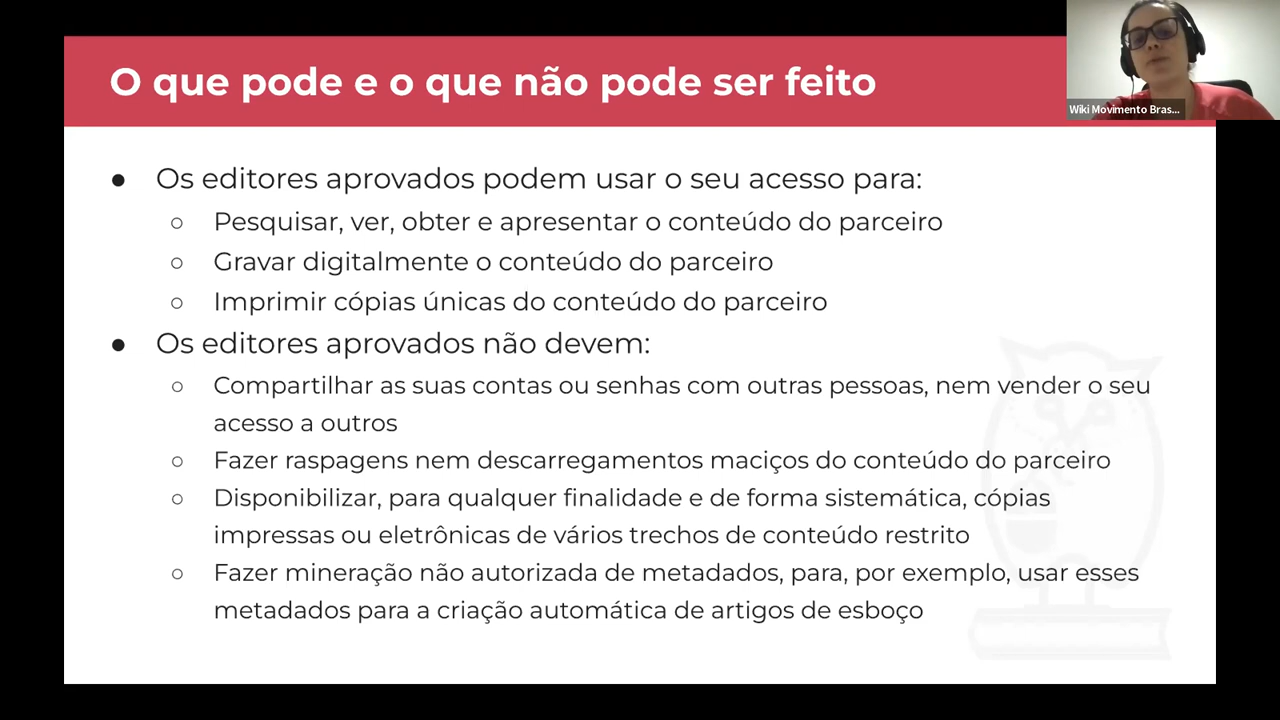 O que pode e o que não pode ser feito
Wiki Movimento Bras...
● Os editores aprovados podem usar o seu acesso para:
○ Pesquisar, ver, obter e apresentar o conteúdo do parceiro
○ Gravar digitalmente o conteúdo do parceiro
○ Imprimir cópias únicas do conteúdo do parceiro
● Os editores aprovados não devem:
○ Compartilhar as suas contas ou senhas com outras pessoas, nem vender o seu
acesso a outros
○ Fazer raspagens nem descarregamentos maciços do conteúdo do parceiro
○ Disponibilizar, para qualquer finalidade e de forma sistemática, cópias
impressas ou eletrônicas de vários trechos de conteúdo restrito
○ Fazer mineração não autorizada de metadados, para, por exemplo, usar esses
metadados para a criação automática de artigos de esboço